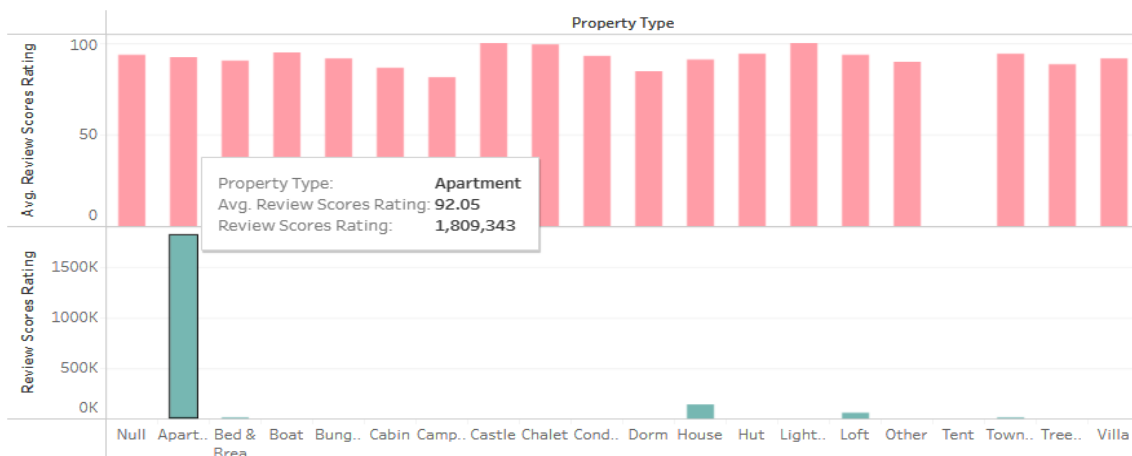 Property Type
Avg. Review Scores Rating
100
50
0
Property Type: Apartment
Avg. Review Scores Rating: 92.05
Review Scores Rating: 1,809,343
Review Scores Rating
1500K
1000K
500K
0K
Null Apart.. Bed & Boat Bung.. Cabin Camp.. Castle Chalet Cond.. Dorm House Hut Light.. Loft Other Tent Town.. Tree.. Villa
Brea